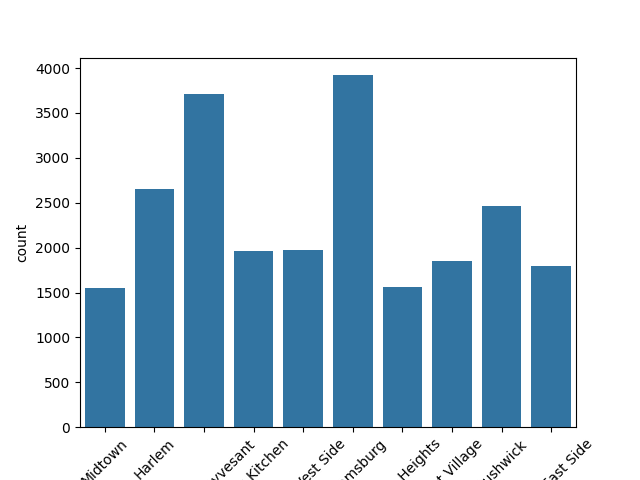 4000
3500
3000
2500
2000
1500
1000
500
0
count
Midtown
Harlem
yvesant
Kitchen
est Side
msburg
Heights
t Village
ushwick
East Side